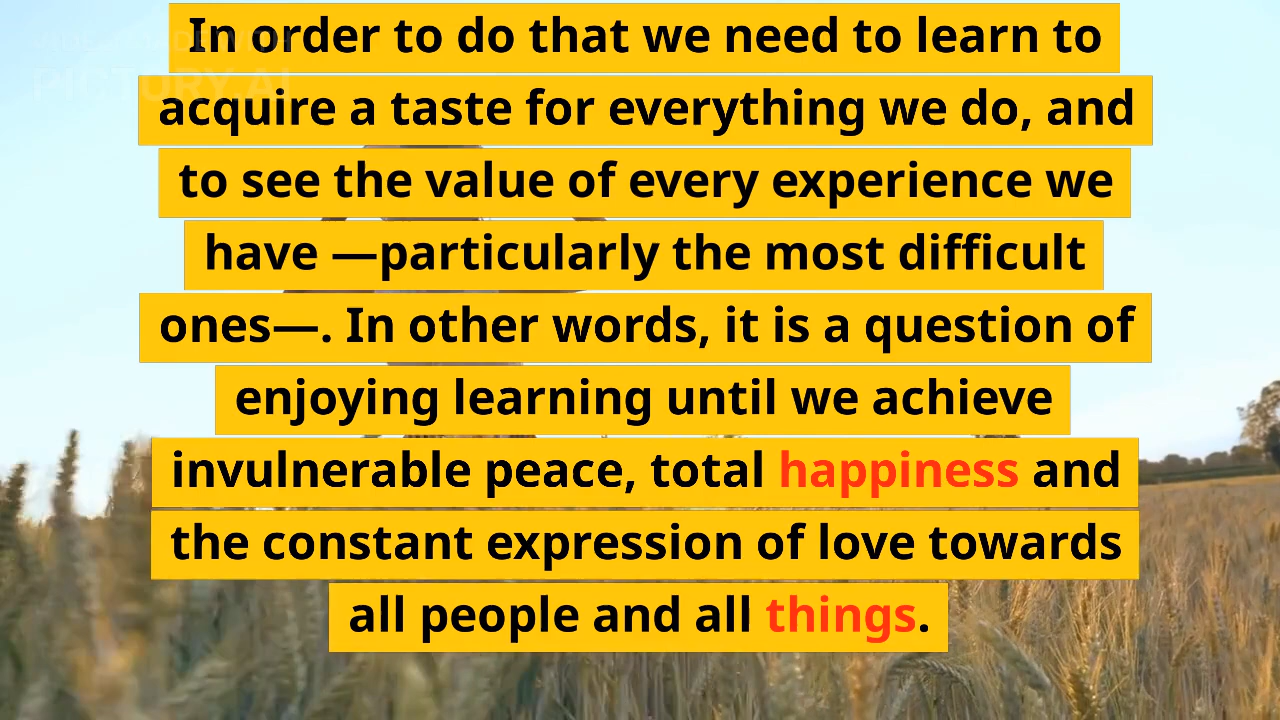 In order to do that we need to learn to
acquire a taste for everything we do, and
to see the value of every experience we
have —particularly the most difficult
ones—. In other words, it is a question of
enjoying learning until we achieve
invulnerable peace, total happiness and
the constant expression of love towards
all people and all things.
PICTORY.AI